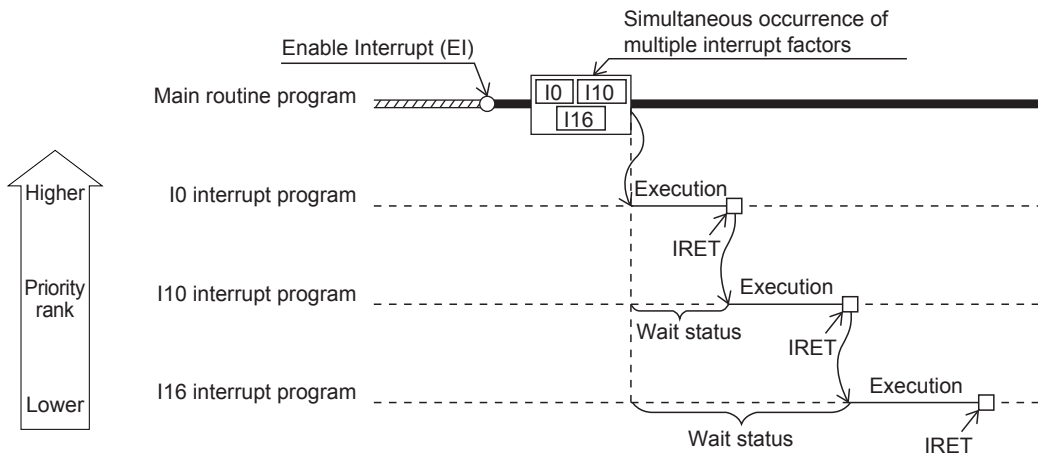 Simultaneous occurrence of
multiple interrupt factors
Enable Interrupt (EI)
Main routine program
I0
I10
I16
Higher
I0 interrupt program
Execution
IRET
Priority
rank
I10 interrupt program
Execution
Wait status
IRET
Lower
I16 interrupt program
Execution
Wait status
IRET